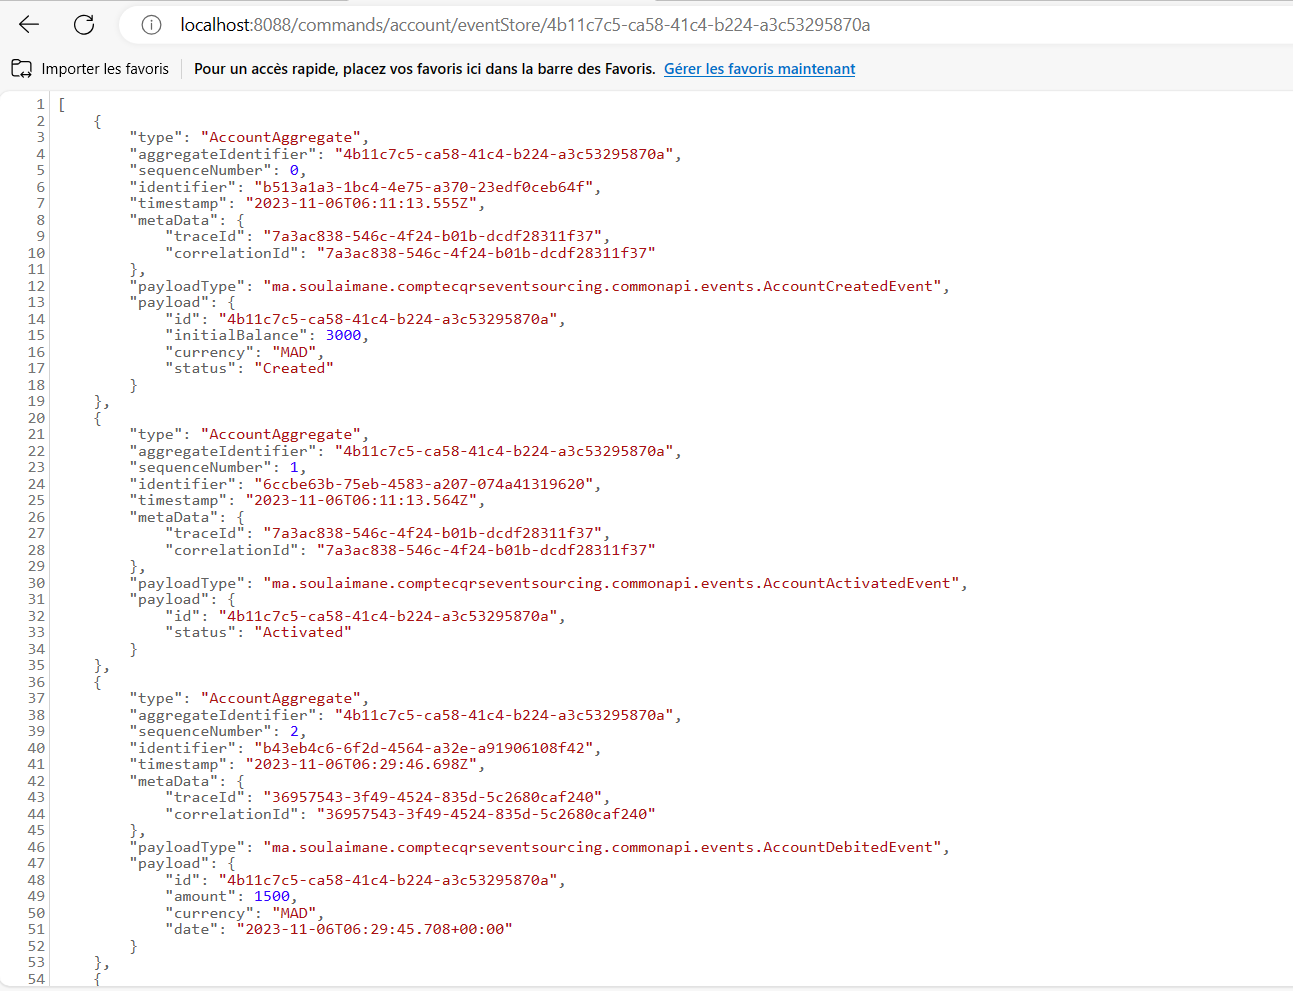 localhost:8088/commands/account/eventStore/4b11c7c5-ca58-41c4-b224-a3c53295870a
Importer les favoris Pour un accès rapide, placez vos favoris ici dans la barre des Favoris. Gérer les favoris maintenant
1 [
2 {
3 "type": "AccountAggregate",
4 "aggregateIdentifier": "4b11c7c5-ca58-41c4-b224-a3c53295870a",
5 "sequenceNumber": 0,
6 "identifier": "b513a1a3-1bc4-4e75-a370-23edf0ceb64f",
7 "timestamp": "2023-11-06T06:11:13.555Z",
8 "metaData": {
9 "traceId": "7a3ac838-546c-4f24-b01b-dcdf28311f37",
10 "correlationId": "7a3ac838-546c-4f24-b01b-dcdf28311f37"
11 },
12 "payloadType": "ma.soulaimane.comptecqrseventsourcing.commonapi.events.AccountCreatedEvent",
13 "payload": {
14 "id": "4b11c7c5-ca58-41c4-b224-a3c53295870a",
15 "initialBalance": 3000,
16 "currency": "MAD",
17 "status": "Created"
18 }
19 },
20 {
21 "type": "AccountAggregate",
22 "aggregateIdentifier": "4b11c7c5-ca58-41c4-b224-a3c53295870a",
23 "sequenceNumber": 1,
24 "identifier": "6ccbe63b-75eb-4583-a207-074a41319620",
25 "timestamp": "2023-11-06T06:11:13.564Z",
26 "metaData": {
27 "traceId": "7a3ac838-546c-4f24-b01b-dcdf28311f37",
28 "correlationId": "7a3ac838-546c-4f24-b01b-dcdf28311f37"
29 },
30 "payloadType": "ma.soulaimane.comptecqrseventsourcing.commonapi.events.AccountActivatedEvent",
31 "payload": {
32 "id": "4b11c7c5-ca58-41c4-b224-a3c53295870a",
33 "status": "Activated"
34 }
35 },
36 {
37 "type": "AccountAggregate",
38 "aggregateIdentifier": "4b11c7c5-ca58-41c4-b224-a3c53295870a",
39 "sequenceNumber": 2,
40 "identifier": "b43eb4c6-6f2d-4564-a32e-a91906108f42",
41 "timestamp": "2023-11-06T06:29:46.698Z",
42 "metaData": {
43 "traceId": "36957543-3f49-4524-835d-5c2680caf240",
44 "correlationId": "36957543-3f49-4524-835d-5c2680caf240"
45 },
46 "payloadType": "ma.soulaimane.comptecqrseventsourcing.commonapi.events.AccountDebitedEvent",
47 "payload": {
48 "id": "4b11c7c5-ca58-41c4-b224-a3c53295870a",
49 "amount": 1500,
50 "currency": "MAD",
51 "date": "2023-11-06T06:29:45.708+00:00"
52 }
53 },
54 {